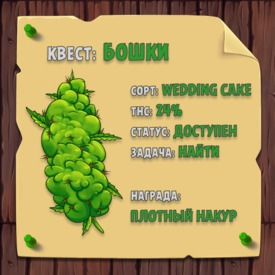 КВЕСТ: БОШКИ
СОРТ: WEDDING CAKE
THC: 24%
СТАТУС: ДОСТУПЕН
ЗАДАЧА: НАЙТИ
НАГРАДА:
ПЛОТНЫЙ НАКУР